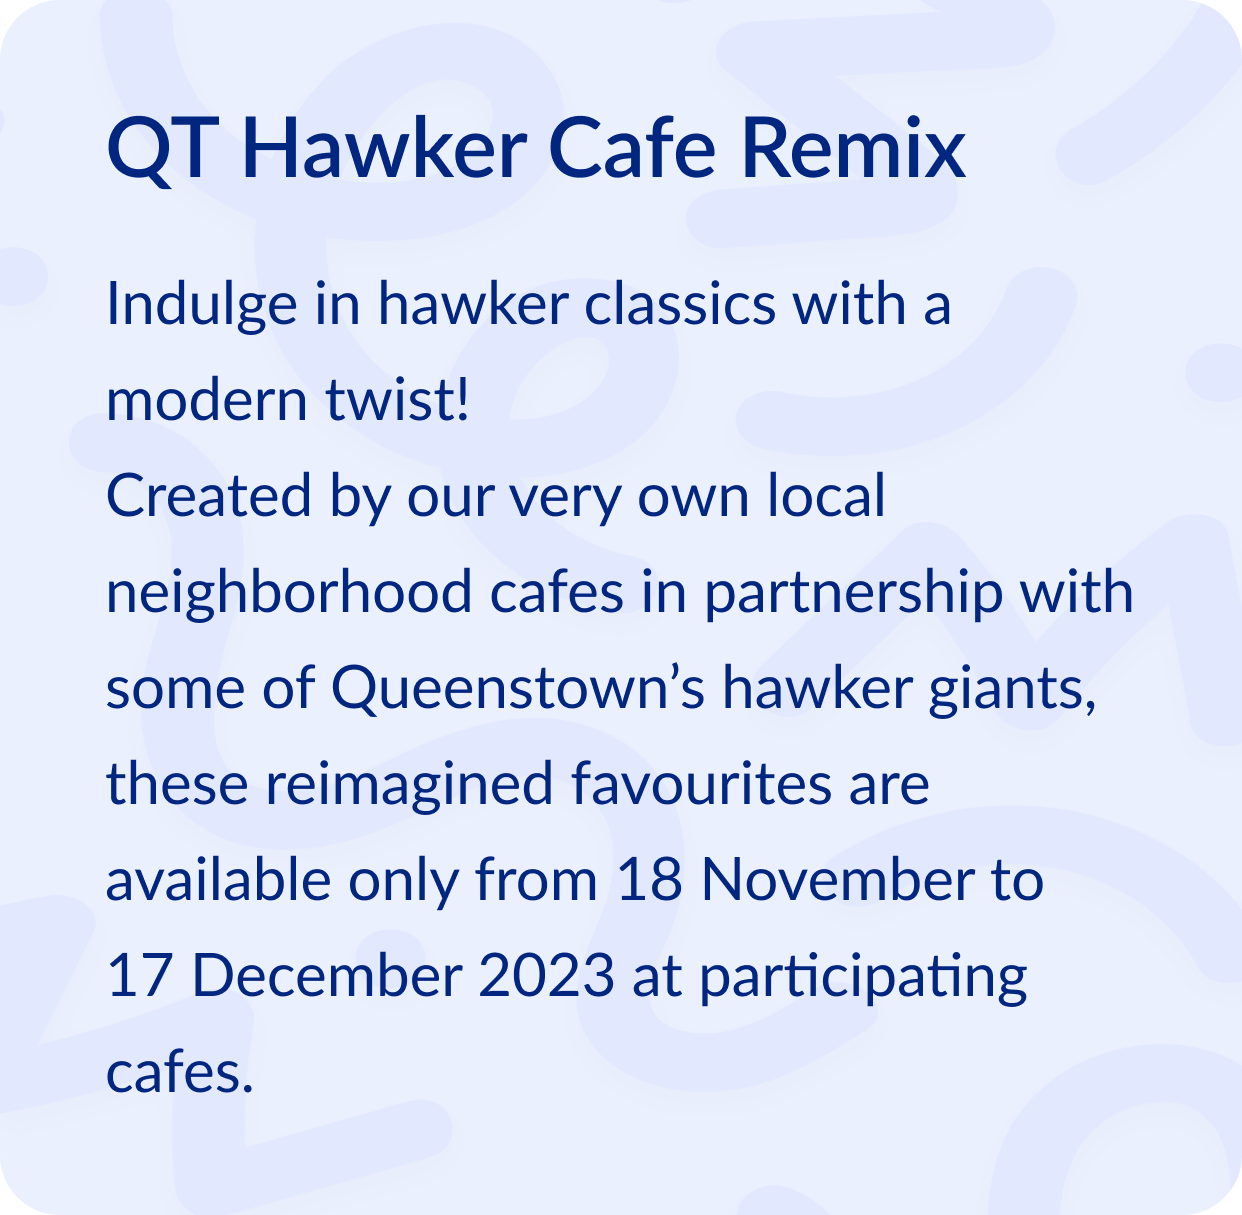 QT Hawker Cafe Remix
Indulge in hawker classics with a
modern twist!
Created by our very own local
neighborhood cafes in partnership with
some of Queenstown’s hawker giants,
these reimagined favourites are
available only from 18 November to
17 December 2023 at participating
cafes.